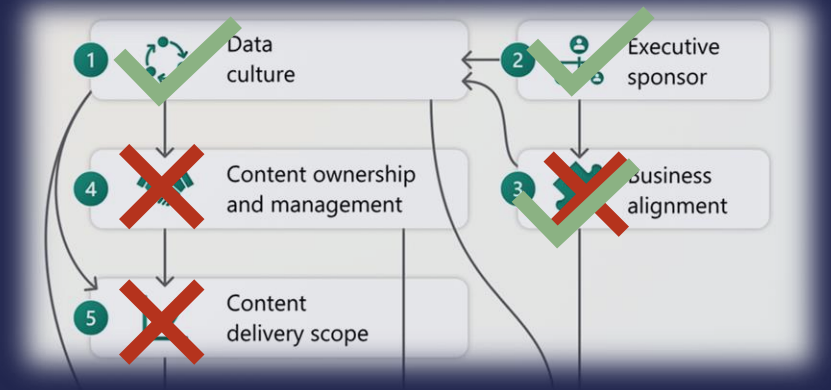 1
Data
culture
2
Executive
sponsor
4
Content ownership
and management
3
Business
alignment
5
Content
delivery scope